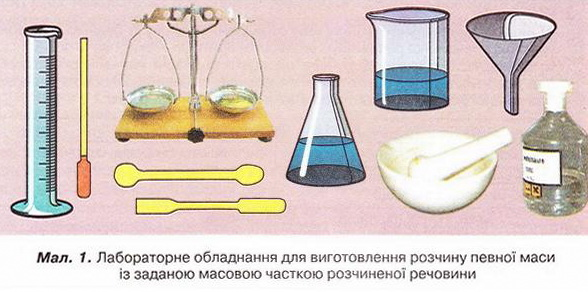 Мал. 1. Лабораторне обладнання для виготовлення розчину певної маси
із заданою масовою часткою розчиненої речовини